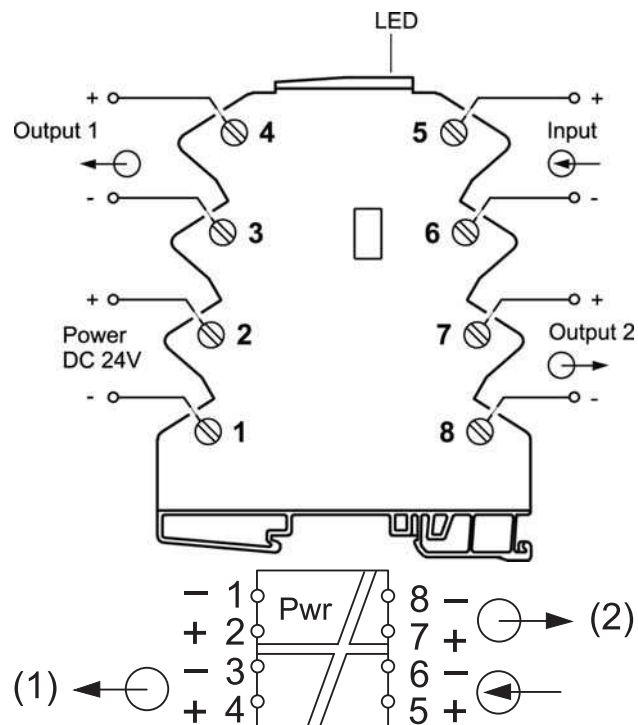 LED
+ +
Output 1 4 5 Input
- -
3 6
+ +
Power DC 24V 2 7 Output 2
- -
1 8
− 1 Pwr 8 − (2)
+ 2 7 +
(1) − 3 6 −
+ 4 5 +